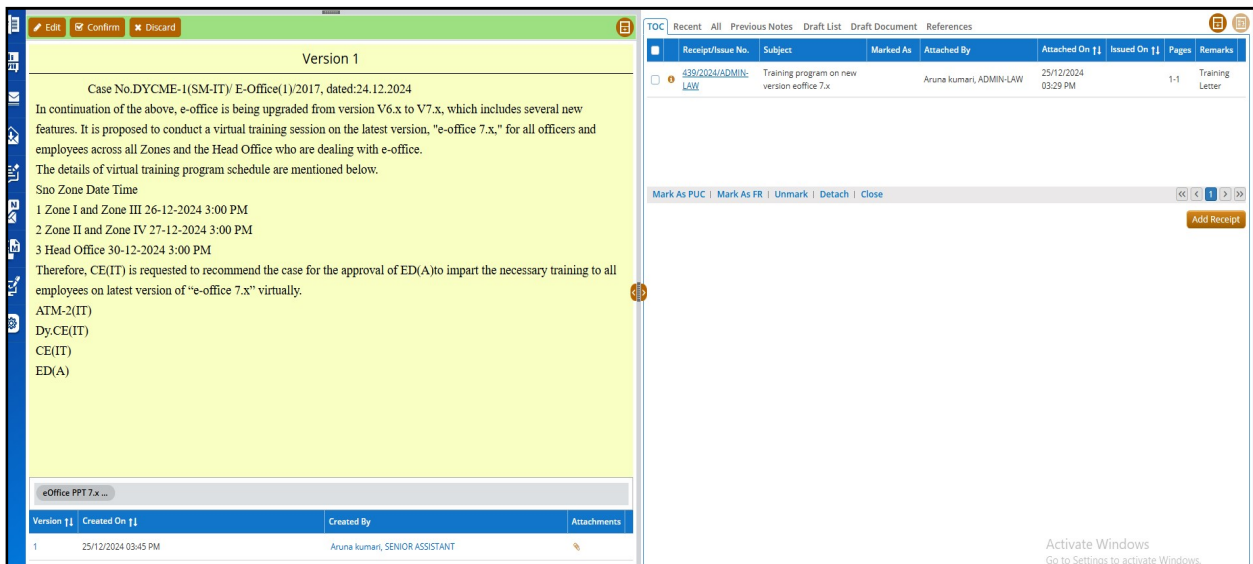 Edit Confirm Discard
Version 1
Case No.DYCME-1(SM-IT)/ E-Office(1)/2017, dated:24.12.2024
In continuation of the above, e-office is being upgraded from version V6.x to V7.x, which includes several new
features. It is proposed to conduct a virtual training session on the latest version, "e-office 7.x," for all officers and
employees across all Zones and the Head Office who are dealing with e-office.
The details of virtual training program schedule are mentioned below.
Sno Zone Date Time
1 Zone I and Zone III 26-12-2024 3:00 PM
2 Zone II and Zone IV 27-12-2024 3:00 PM
3 Head Office 30-12-2024 3:00 PM
Therefore, CE(IT) is requested to recommend the case for the approval of ED(A)to impart the necessary training to all
employees on latest version of “e-office 7.x” virtually.
ATM-2(IT)
Dy.CE(IT)
CE(IT)
ED(A)
eOffice PPT 7.x ...
Version Created On Created By Attachments
1 25/12/2024 03:45 PM Aruna kumari, SENIOR ASSISTANT
TOC Recent All Previous Notes Draft List Draft Document References
Receipt/Issue No. Subject Marked As Attached By Attached On Issued On Pages Remarks
439/2024/ADMIN-
LAW
Training program on new
version eoffice 7.x
Aruna kumari, ADMIN-LAW
25/12/2024
03:29 PM
1-1
Training
Letter
Mark As PUC | Mark As FR | Unmark | Detach | Close
1
Add Receipt
Activate Windows
Go to Settings to activate Windows.